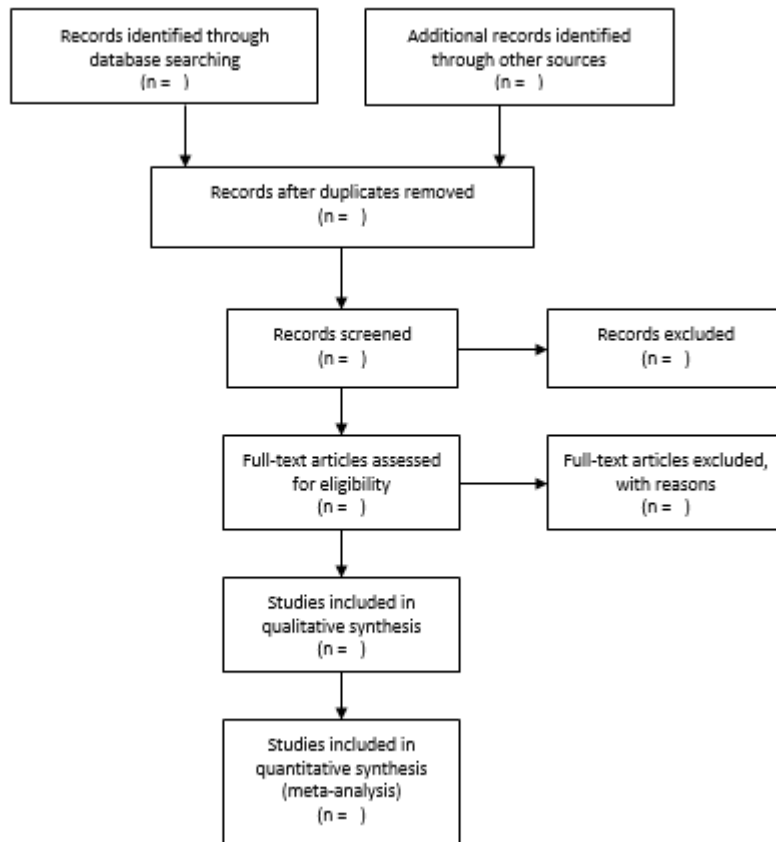 Records identified through
database searching
(n =   )
Additional records identified
through other sources
(n =   )
Records after duplicates removed
(n =   )
Records screened
(n =   )
Records excluded
(n =   )
Full-text articles assessed
for eligibility
(n =   )
Full-text articles excluded,
with reasons
(n =   )
Studies included in
qualitative synthesis
(n =   )
Studies included in
quantitative synthesis
(meta-analysis)
(n =   )